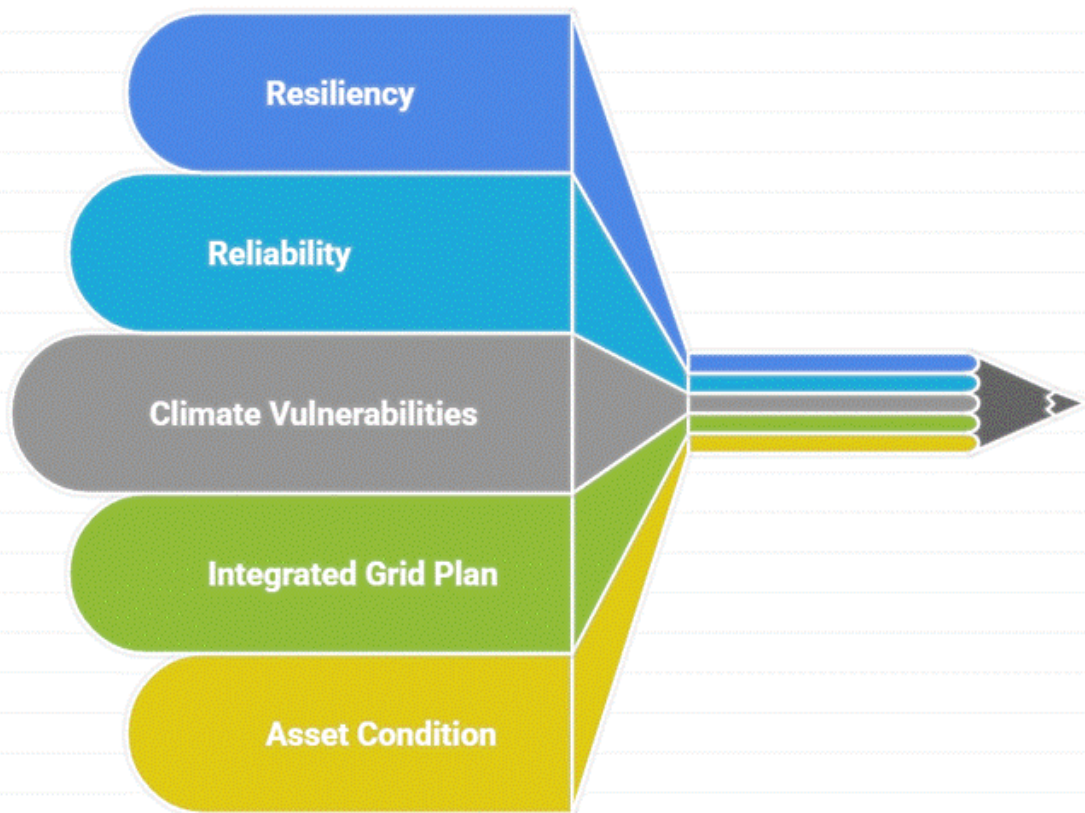 Resiliency
Reliability
Climate Vulnerabilities
Integrated Grid Plan
Asset Condition